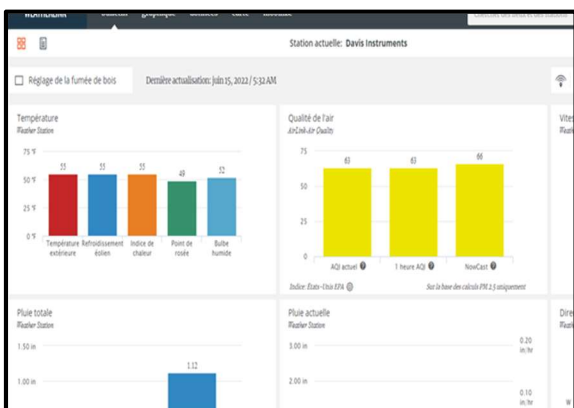 WEATHERLINK
Station actuelle: Davis Instruments
Réglage de la fumée de bois
Dernière actualisation: juin 15, 2022 / 5:32 AM
Température
Weather Station
75 °F
50 °F
25 °F
0 °F
55
55
55
49
52
Température extérieure
Refroidissement éolien
Indice de chaleur
Point de rosée
Bulbe humide
Qualité de l'air
AirLink Air Quality
75
50
25
0
63
63
66
AQI actuel
1 heure AQI
NowCast
Indice: États-Unis EPA
Sur la base des calculs PM 2.5 uniquement
Vites
Weath
Pluie totale
Weather Station
1.50 in
1.00 in
1.12
Pluie actuelle
Weather Station
3.00 in
2.00 in
0.20 in/hr
0.10 in/hr
Dire
Weath
W